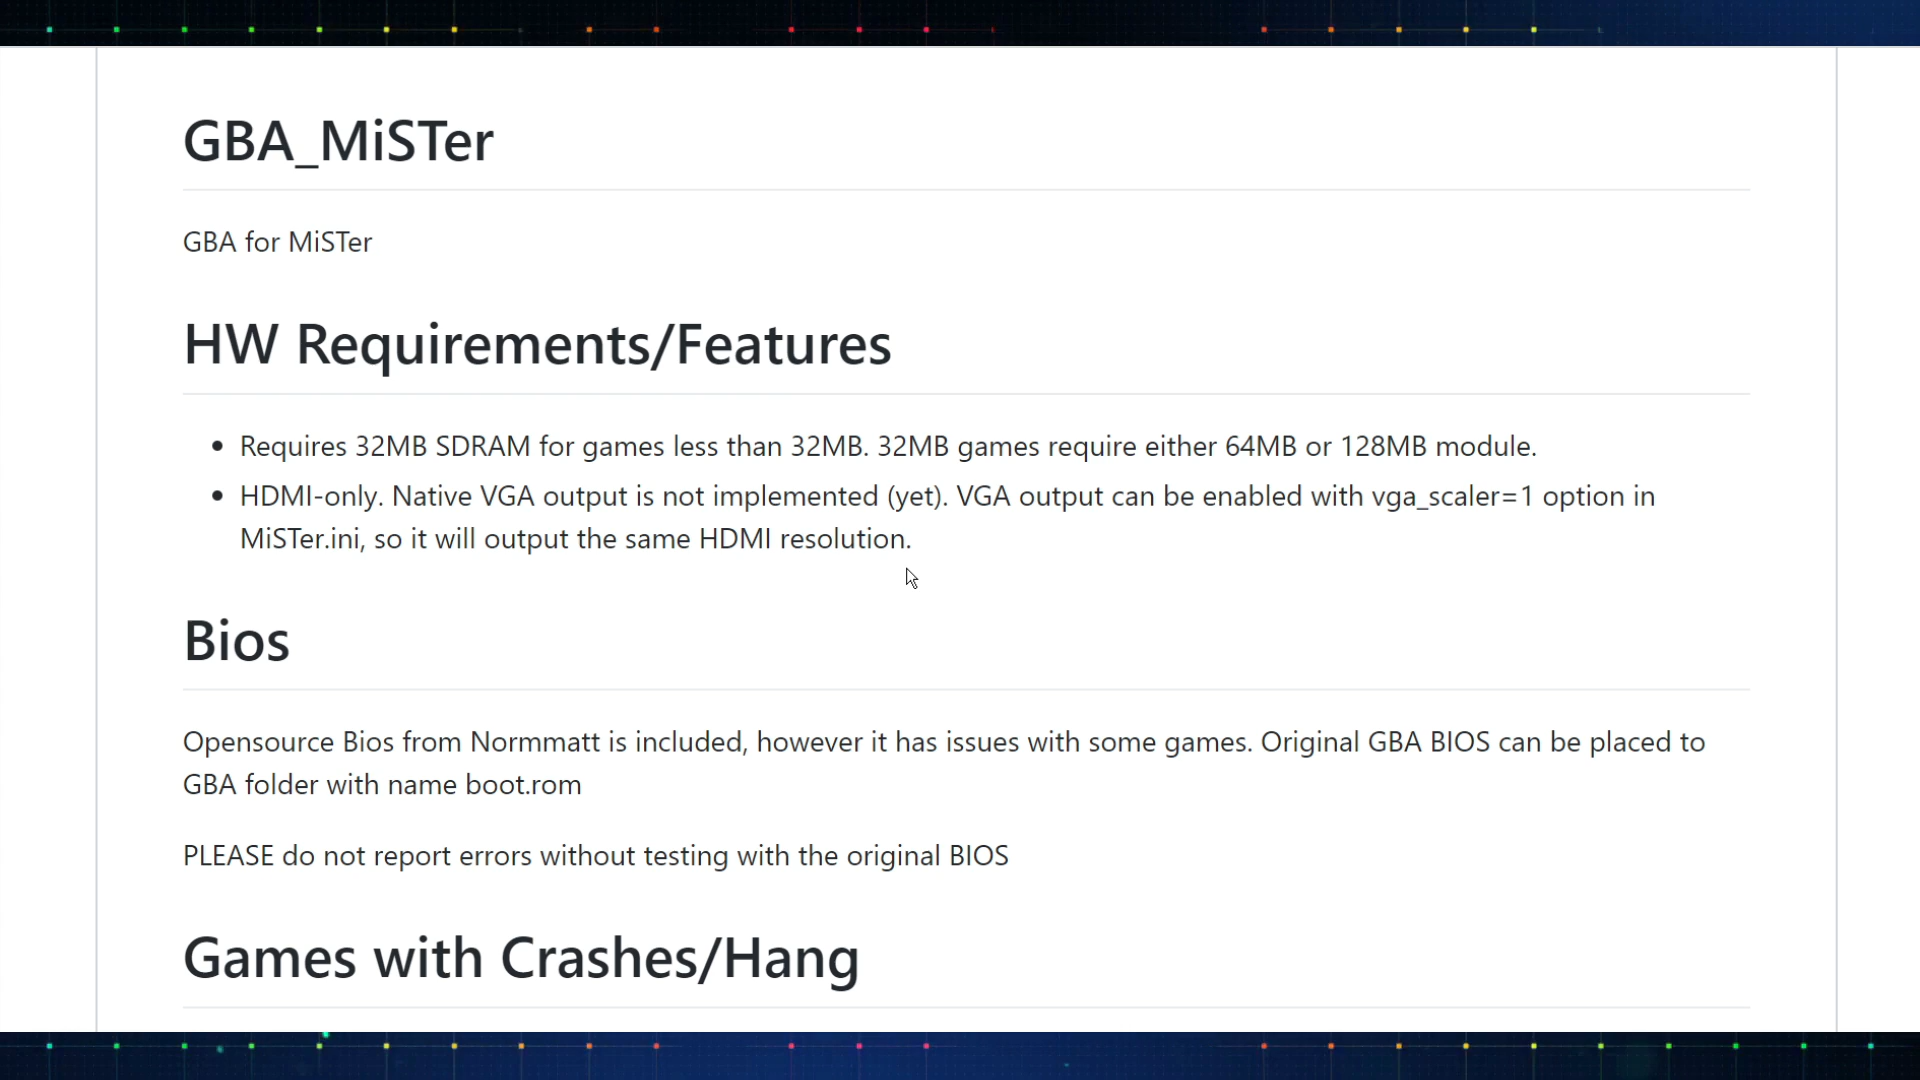 GBA_MiSTer
GBA for MiSTer
HW Requirements/Features
Requires 32MB SDRAM for games less than 32MB. 32MB games require either 64MB or 128MB module.
HDMI-only. Native VGA output is not implemented (yet). VGA output can be enabled with vga_scaler=1 option in
MiSTer.ini, so it will output the same HDMI resolution.
Bios
Opensource Bios from Normmatt is included, however it has issues with some games. Original GBA BIOS can be placed to
GBA folder with name boot.rom
PLEASE do not report errors without testing with the original BIOS
Games with Crashes/Hang